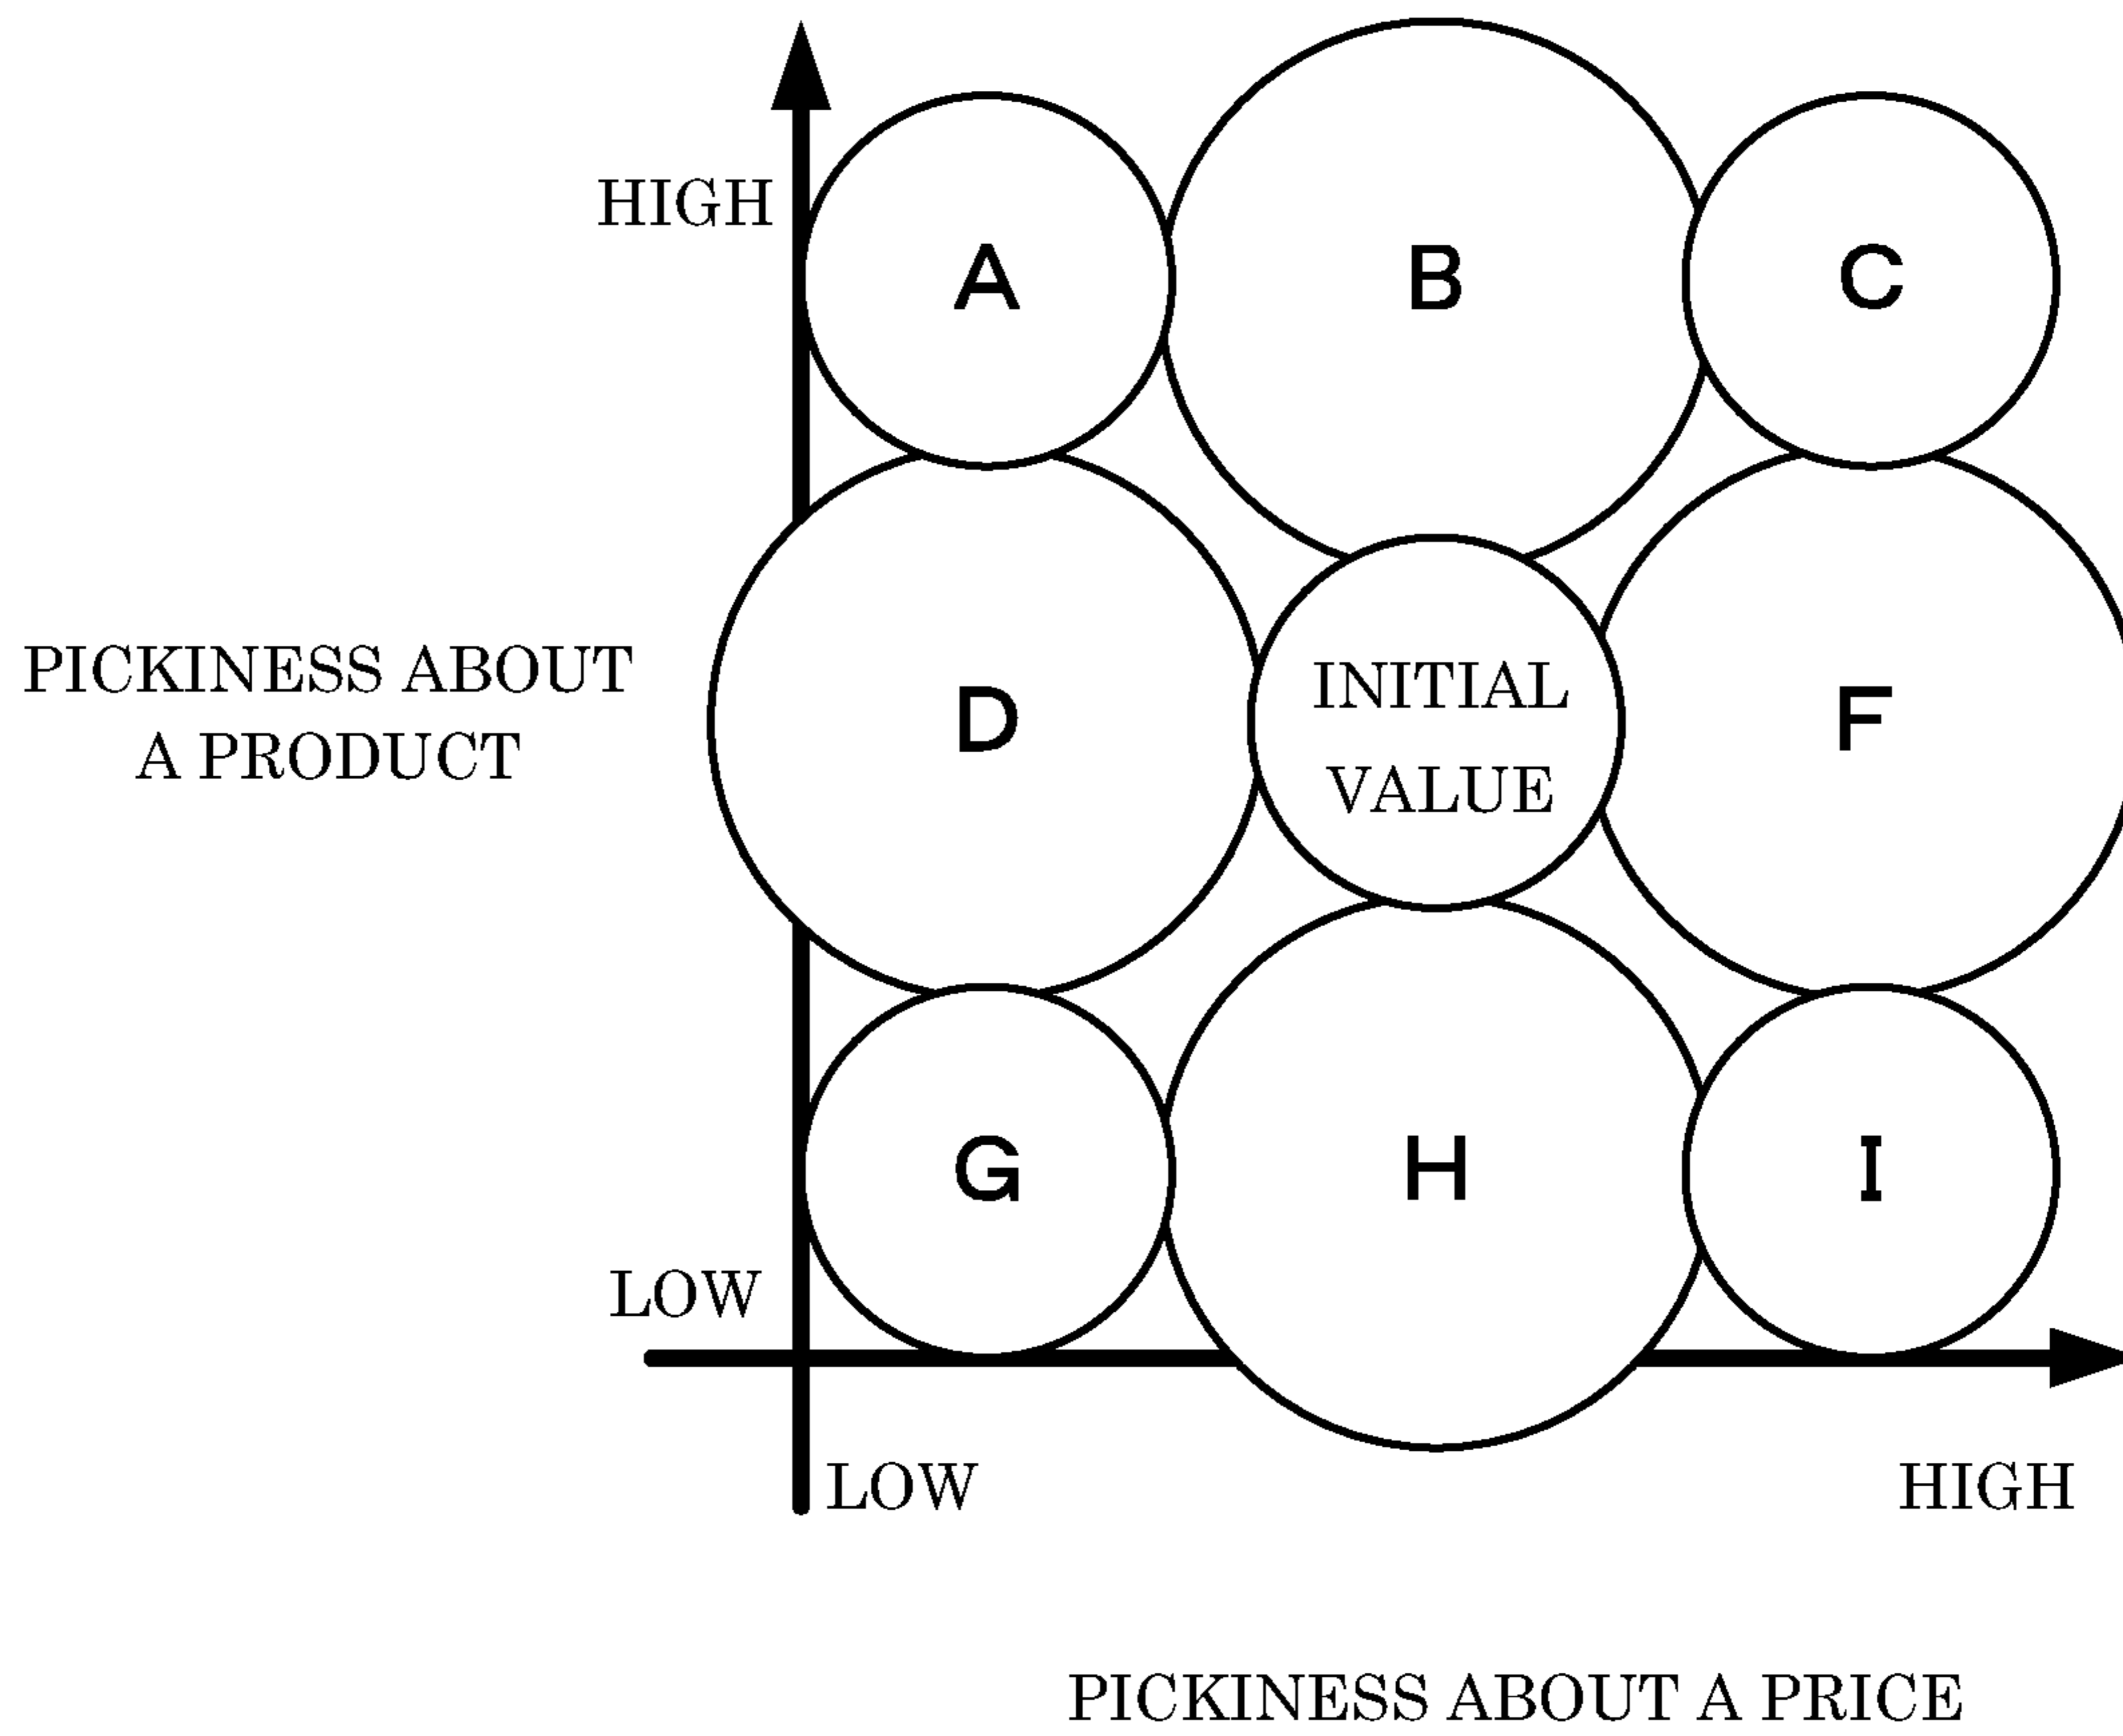 HIGH
A
B
C
PICKINESS ABOUT
A PRODUCT
D
INITIAL
VALUE
F
G
H
I
LOW
LOW
HIGH
PICKINESS ABOUT A PRICE